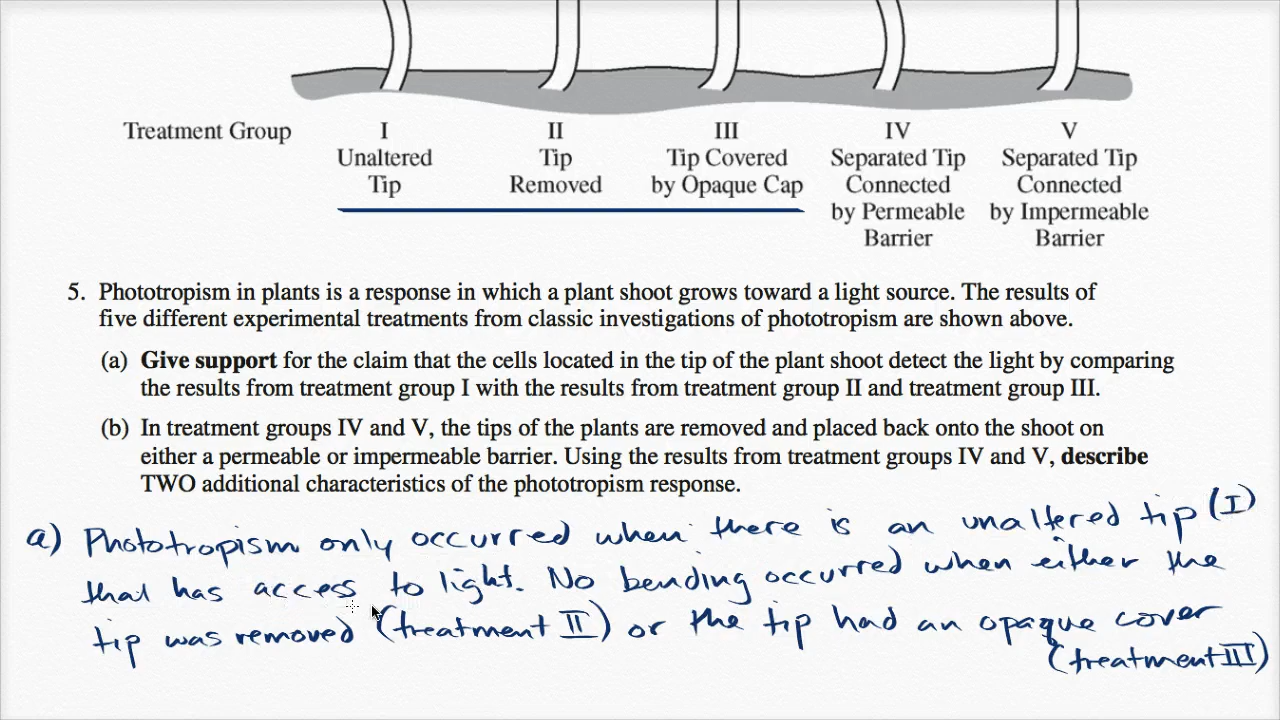 Treatment Group I II III IV V
Unaltered Tip Tip Covered Separated Tip Separated Tip
Tip Removed by Opaque Cap Connected Connected
by Permeable by Impermeable
Barrier Barrier
5. Phototropism in plants is a response in which a plant shoot grows toward a light source. The results of
five different experimental treatments from classic investigations of phototropism are shown above.
(a) Give support for the claim that the cells located in the tip of the plant shoot detect the light by comparing
the results from treatment group I with the results from treatment group II and treatment group III.
(b) In treatment groups IV and V, the tips of the plants are removed and placed back onto the shoot on
either a permeable or impermeable barrier. Using the results from treatment groups IV and V, describe
TWO additional characteristics of the phototropism response.
a) Phototropism only occurred when there is an unaltered tip (I)
that has access to light. No bending occurred when either the
tip was removed (treatment II) or the tip had an opaque cover
(treatment III)